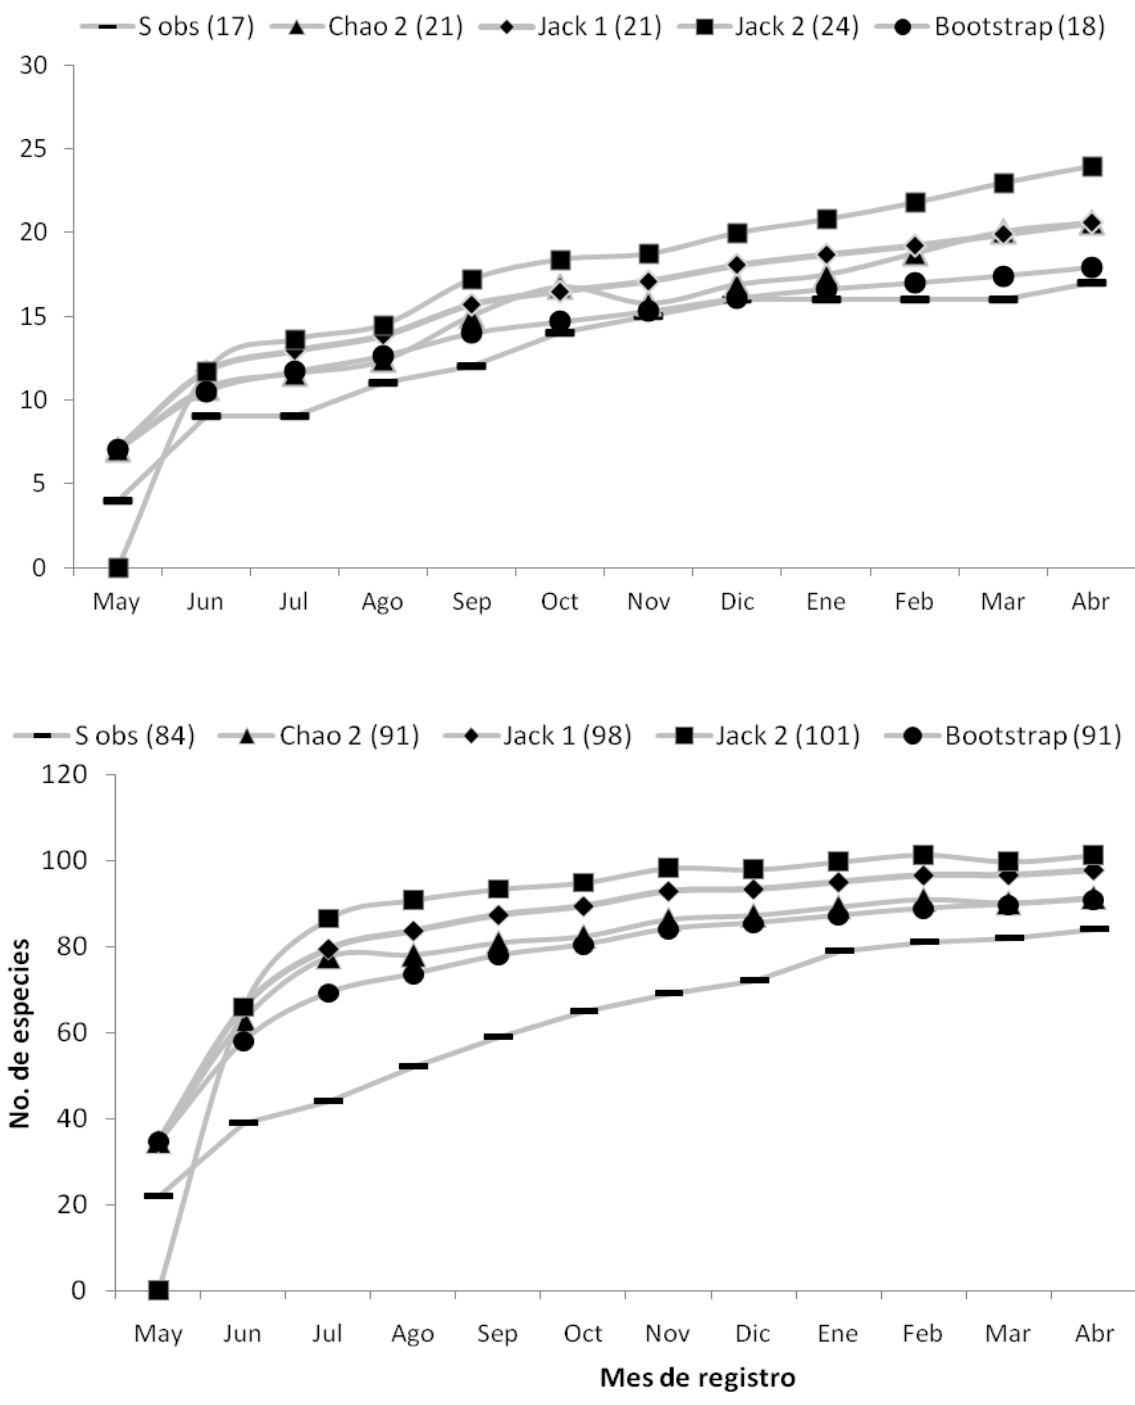 S obs (17) Chao 2 (21) Jack 1 (21) Jack 2 (24) Bootstrap (18)
30
25
20
15
10
5
0
May Jun Jul Ago Sep Oct Nov Dic Ene Feb Mar Abr
S obs (84) Chao 2 (91) Jack 1 (98) Jack 2 (101) Bootstrap (91)
120
100
80
60
40
20
0
No. de especies
May Jun Jul Ago Sep Oct Nov Dic Ene Feb Mar Abr
Mes de registro